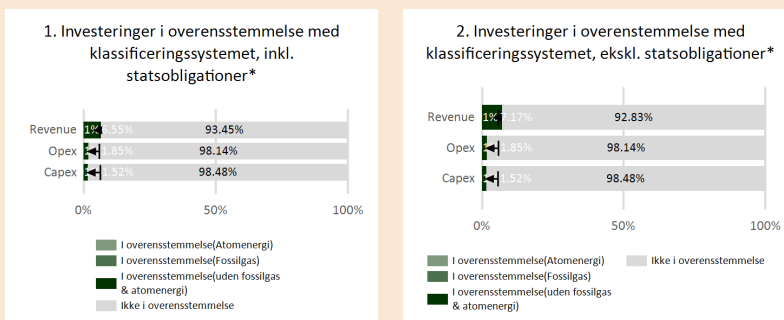 1. Investeringer i overensstemmelse med
klassificeringssystemet, inkl.
statsobligationer*
Revenue 1% 6.55% 93.45%
Opex 1.85% 98.14%
Capex 1.52% 98.48%
0% 50% 100%
I overensstemmelse(Atomenergi)
I overensstemmelse(Fossilgas)
I overensstemmelse(uden fossilgas
& atomenergi)
Ikke i overensstemmelse
2. Investeringer i overenstemmelse med
klassificeringssystemet, ekskl. statsobligationer*
Revenue 1% 7.17% 92.83%
Opex 1.85% 98.14%
Capex 1.52% 98.48%
0% 50% 100%
I overensstemmelse(Atomenergi) Ikke i overensstemmelse
I overensstemmelse(Fossilgas)
I overensstemmelse(uden fossilgas
& atomenergi)